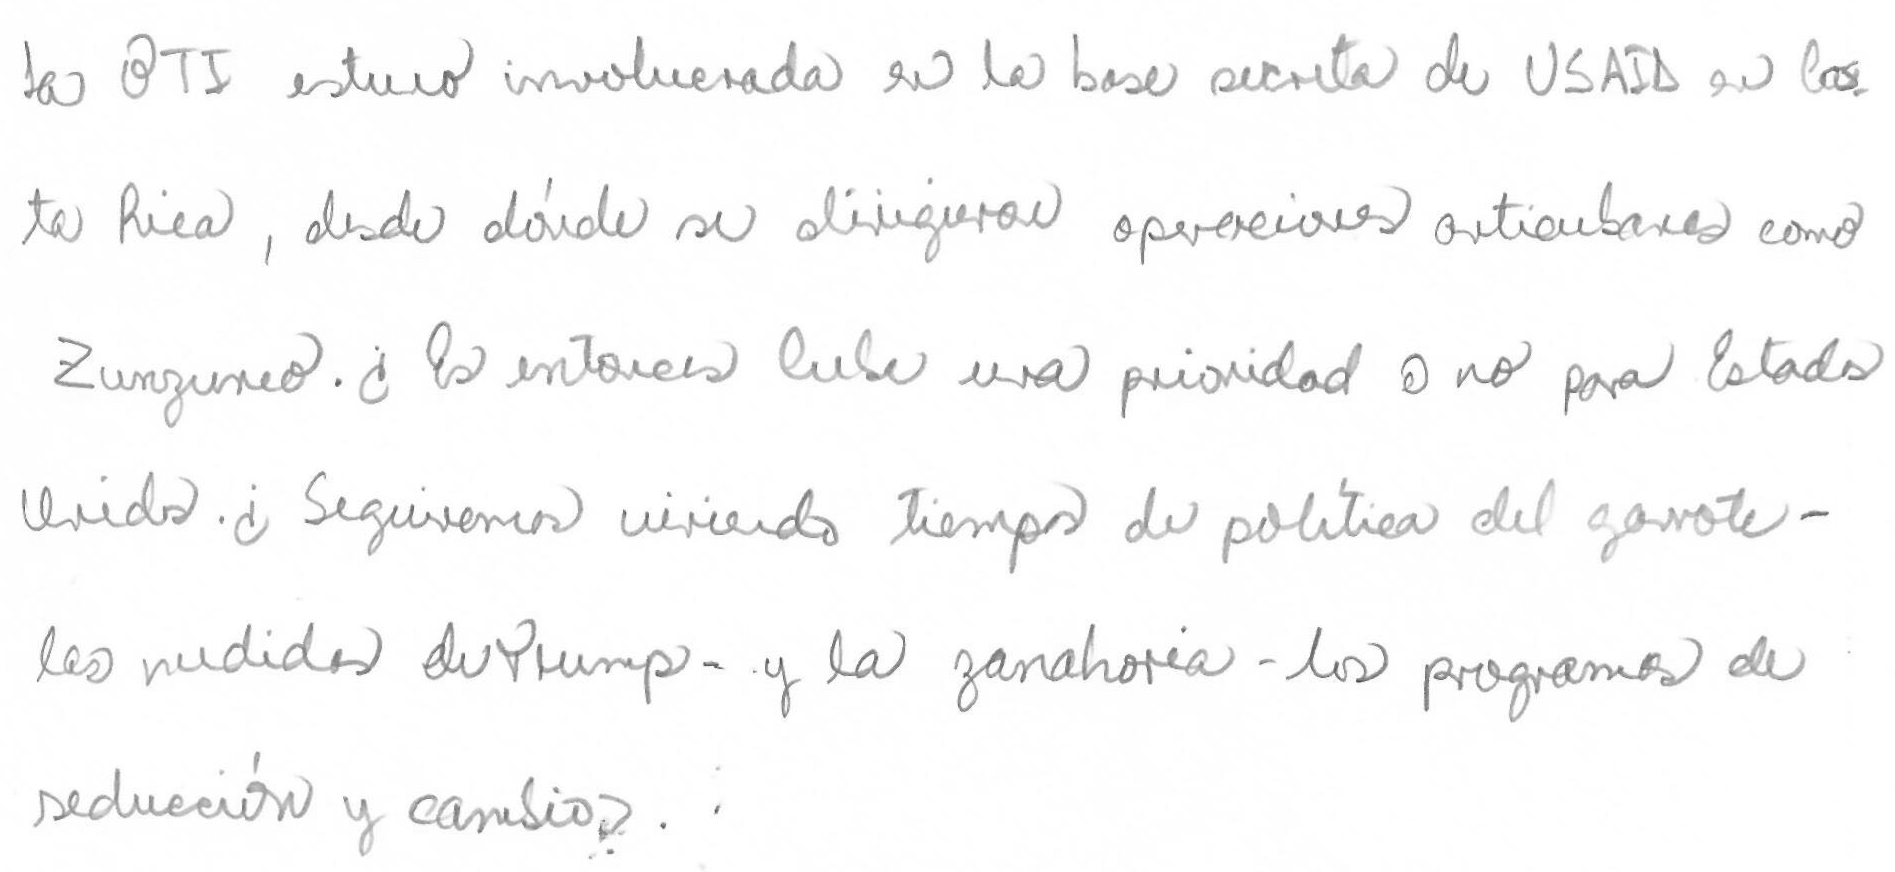 La OTI estuvo involucrada en la base secreta de USAID en Cos
ta Rica, desde dónde se dirigieron operaciones anticubanas como
Zunzuneo. ¿ Es entonces Cuba una prioridad o no para Estados
Unidos. ¿ Seguiremos viviendo tiempos de política del garrote -
las medidas de Trump - y la zanahoria - los programas de
seducción y cambio?.